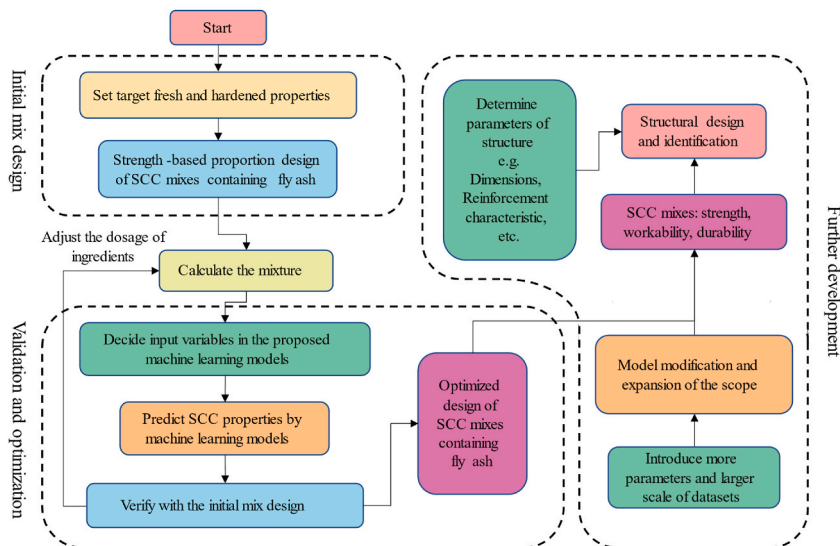 Start
Initial mix design
Set target fresh and hardened properties
Strength -based proportion design
of SCC mixes containing fly ash
Adjust the dosage of
ingredients
Calculate the mixture
Validation and optimization
Decide input variables in the proposed
machine learning models
Predict SCC properties by
machine learning models
Verify with the initial mix design
Optimized
design of
SCC mixes
containing
fly ash
Determine
parameters of
structure
e.g.
Dimensions,
Reinforcement
characteristic,
etc.
Structural design
and identification
SCC mixes: strength,
workability, durability
Further development
Model modification and
expansion of the scope
Introduce more
parameters and larger
scale of datasets